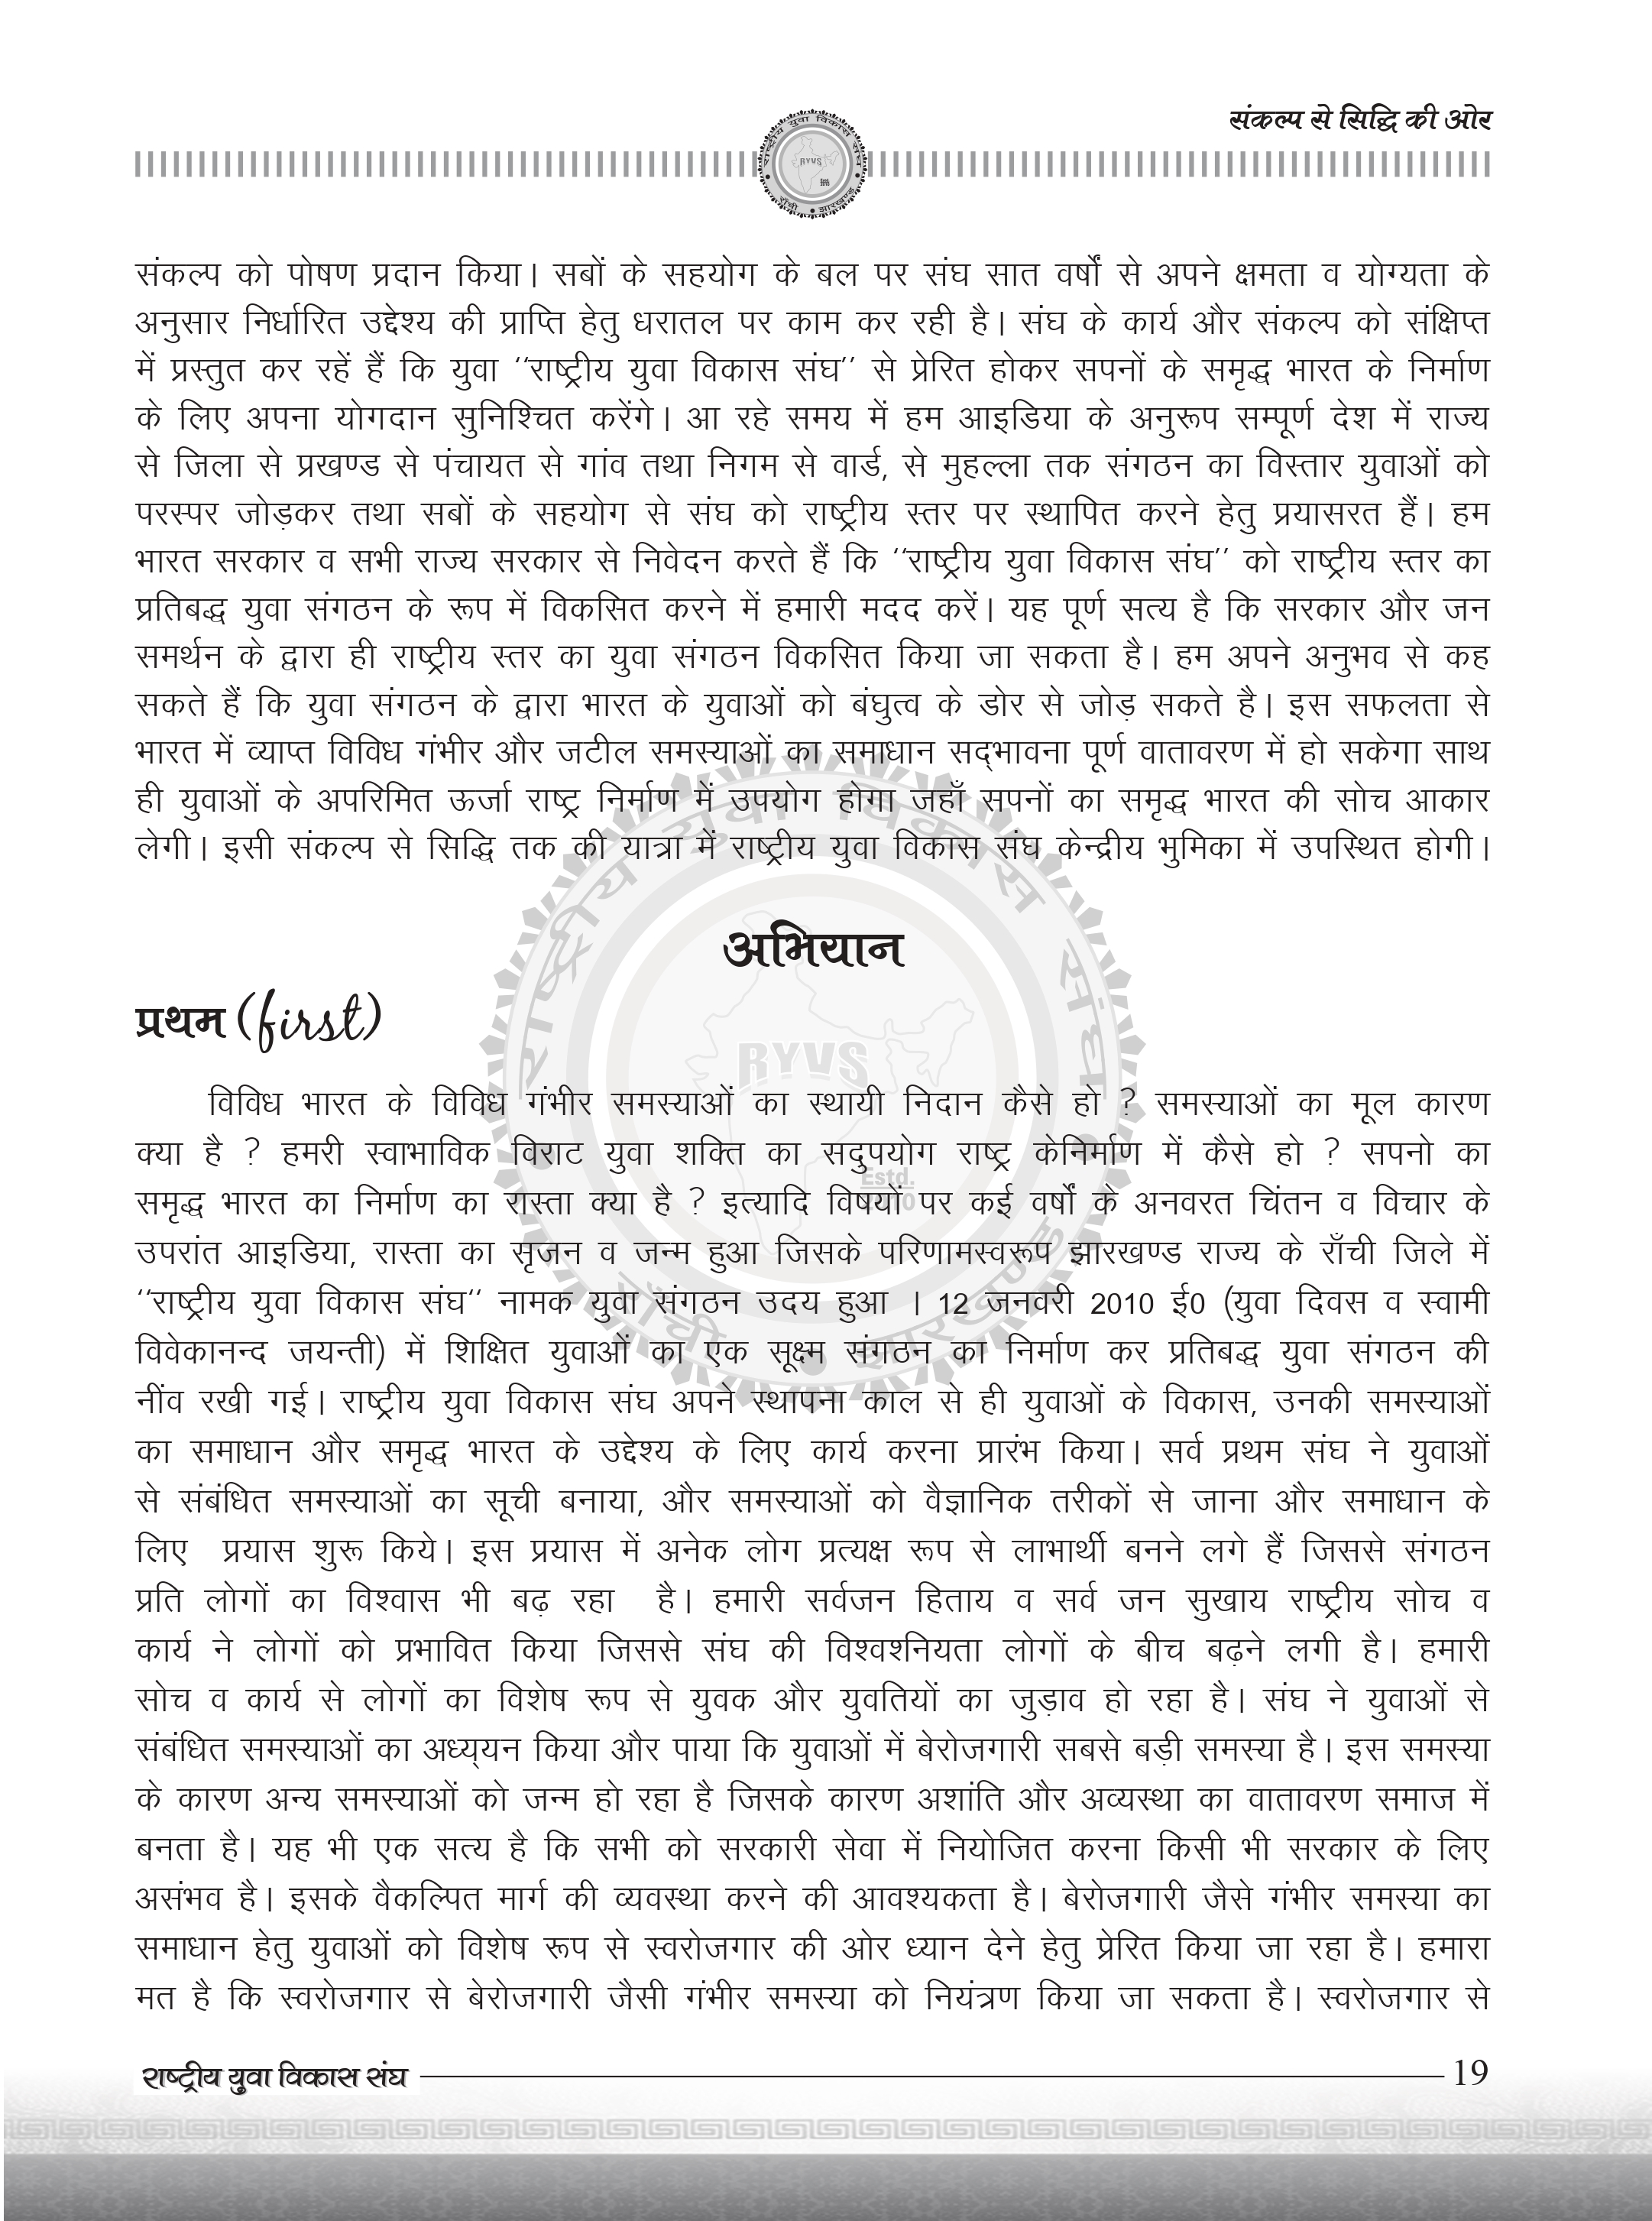 संकल्प से सिद्धि की ओर
राष्ट्रीय युवा विकास संघ
RYVS
राँची • झारखण्ड
संकल्प को पोषण प्रदान किया। सबों के सहयोग के बल पर संघ सात वर्षों से अपने क्षमता व योग्यता के
अनुसार निर्धारित उद्देश्य की प्राप्ति हेतु धरातल पर काम कर रही है। संघ के कार्य और संकल्प को संक्षिप्त
में प्रस्तुत कर रहें हैं कि युवा ‘‘राष्ट्रीय युवा विकास संघ’’ से प्रेरित होकर सपनों के समृद्ध भारत के निर्माण
के लिए अपना योगदान सुनिश्चित करेंगे। आ रहे समय में हम आइडिया के अनुरूप सम्पूर्ण देश में राज्य
से जिला से प्रखण्ड से पंचायत से गांव तथा निगम से वार्ड, से मुहल्ला तक संगठन का विस्तार युवाओं को
परस्पर जोड़कर तथा सबों के सहयोग से संघ को राष्ट्रीय स्तर पर स्थापित करने हेतु प्रयासरत हैं। हम
भारत सरकार व सभी राज्य सरकार से निवेदन करते हैं कि ‘‘राष्ट्रीय युवा विकास संघ’’ को राष्ट्रीय स्तर का
प्रतिबद्ध युवा संगठन के रूप में विकसित करने में हमारी मदद करें। यह पूर्ण सत्य है कि सरकार और जन
समर्थन के द्वारा ही राष्ट्रीय स्तर का युवा संगठन विकसित किया जा सकता है। हम अपने अनुभव से कह
सकते हैं कि युवा संगठन के द्वारा भारत के युवाओं को बंघुत्व के डोर से जोड़ सकते है। इस सफलता से
भारत में व्याप्त विविध गंभीर और जटील समस्याओं का समाधान सद्‌भावना पूर्ण वातावरण में हो सकेगा साथ
ही युवाओं के अपरिमित ऊर्जा राष्ट्र निर्माण में उपयोग होगा जहाँ सपनों का समृद्ध भारत की सोच आकार
लेगी। इसी संकल्प से सिद्धि तक की यात्रा में राष्ट्रीय युवा विकास संघ केन्द्रीय भुमिका में उपस्थित होगी।
अभियान
प्रथम (first)
विविध भारत के विविध गंभीर समस्याओं का स्थायी निदान कैसे हो ? समस्याओं का मूल कारण
क्या है ? हमरी स्वाभाविक विराट युवा शक्ति का सदुपयोग राष्ट्र केनिर्माण में कैसे हो ? सपनो का
समृद्ध भारत का निर्माण का रास्ता क्या है ? इत्यादि विषयों पर कई वर्षों के अनवरत चिंतन व विचार के
उपरांत आइडिया, रास्ता का सृजन व जन्म हुआ जिसके परिणामस्वरूप झारखण्ड राज्य के राँची जिले में
‘‘राष्ट्रीय युवा विकास संघ‘‘ नामक युवा संगठन उदय हुआ । 12 जनवरी 2010 ई0 (युवा दिवस व स्वामी
विवेकानन्द जयन्ती) में शिक्षित युवाओं का एक सूक्ष्म संगठन का निर्माण कर प्रतिबद्ध युवा संगठन की
नींव रखी गई। राष्ट्रीय युवा विकास संघ अपने स्थापना काल से ही युवाओं के विकास, उनकी समस्याओं
का समाधान और समृद्ध भारत के उद्देश्य के लिए कार्य करना प्रारंभ किया। सर्व प्रथम संघ ने युवाओं
से संबंधित समस्याओं का सूची बनाया, और समस्याओं को वैज्ञानिक तरीकों से जाना और समाधान के
लिए प्रयास शुरू किये। इस प्रयास में अनेक लोग प्रत्यक्ष रूप से लाभार्थी बनने लगे हैं जिससे संगठन
प्रति लोगों का विश्वास भी बढ़ रहा है। हमारी सर्वजन हिताय व सर्व जन सुखाय राष्ट्रीय सोच व
कार्य ने लोगों को प्रभावित किया जिससे संघ की विश्वश्नियता लोगों के बीच बढ़ने लगी है। हमारी
सोच व कार्य से लोगों का विशेष रूप से युवक और युवतियों का जुड़ाव हो रहा है। संघ ने युवाओं से
संबंधित समस्याओं का अध्य्यन किया और पाया कि युवाओं में बेरोजगारी सबसे बड़ी समस्या है। इस समस्या
के कारण अन्य समस्याओं को जन्म हो रहा है जिसके कारण अशांति और अव्यस्था का वातावरण समाज में
बनता है। यह भी एक सत्य है कि सभी को सरकारी सेवा में नियोजित करना किसी भी सरकार के लिए
असंभव है। इसके वैकल्पित मार्ग की व्यवस्था करने की आवश्यकता है। बेरोजगारी जैसे गंभीर समस्या का
समाधान हेतु युवाओं को विशेष रूप से स्वरोजगार की ओर ध्यान देने हेतु प्रेरित किया जा रहा है। हमारा
मत है कि स्वरोजगार से बेरोजगारी जैसी गंभीर समस्या को नियंत्रण किया जा सकता है। स्वरोजगार से
राष्ट्रीय युवा विकास संघ
RYVS
Estd.
2010
राँची • झारखण्ड
राष्ट्रीय युवा विकास संघ 19